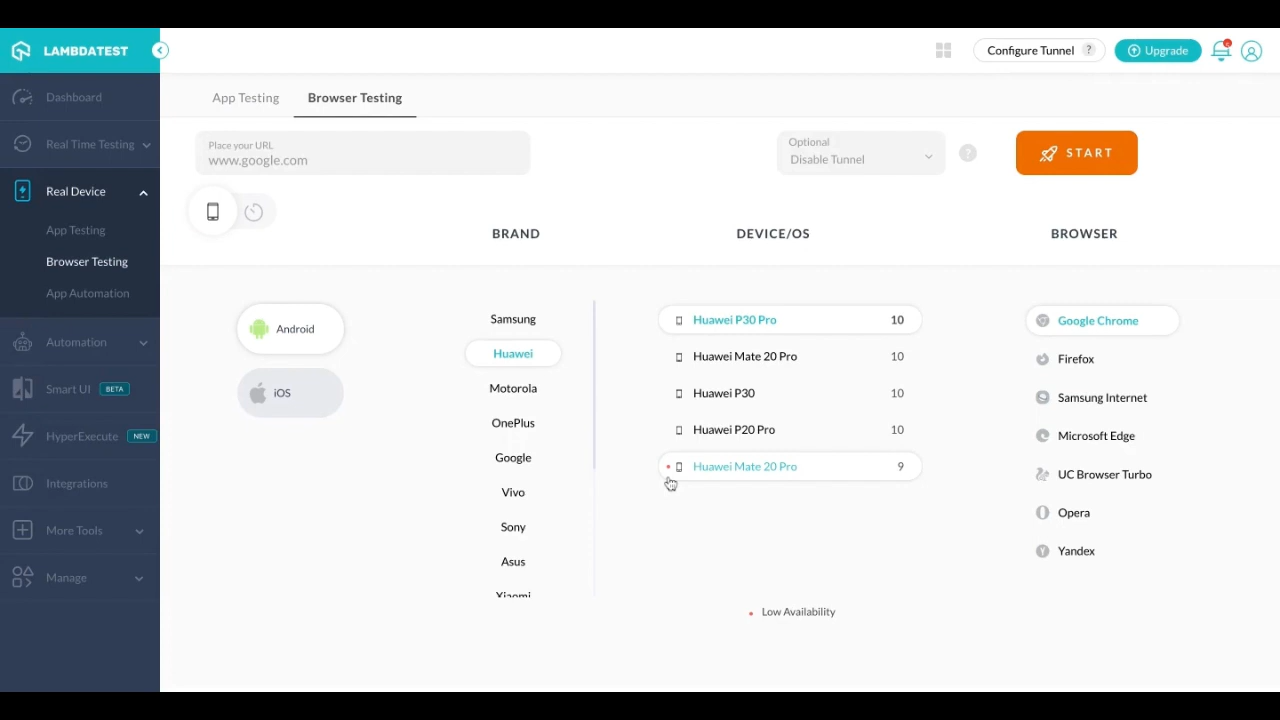 LAMBDATEST
Configure Tunnel ?
Upgrade
Dashboard
Real Time Testing
Real Device
App Testing
Browser Testing
App Automation
Automation
Smart UI BETA
HyperExecute NEW
Integrations
More Tools
Manage
App Testing Browser Testing
Place your URL
www.google.com
Optional
Disable Tunnel
?
START
BRAND DEVICE/OS BROWSER
Android
iOS
Samsung
Huawei
Motorola
OnePlus
Google
Vivo
Sony
Asus
Xiaomi
Huawei P30 Pro 10
Huawei Mate 20 Pro 10
Huawei P30 10
Huawei P20 Pro 10
Huawei Mate 20 Pro 9
Low Availability
Google Chrome
Firefox
Samsung Internet
Microsoft Edge
UC Browser Turbo
Opera
Yandex